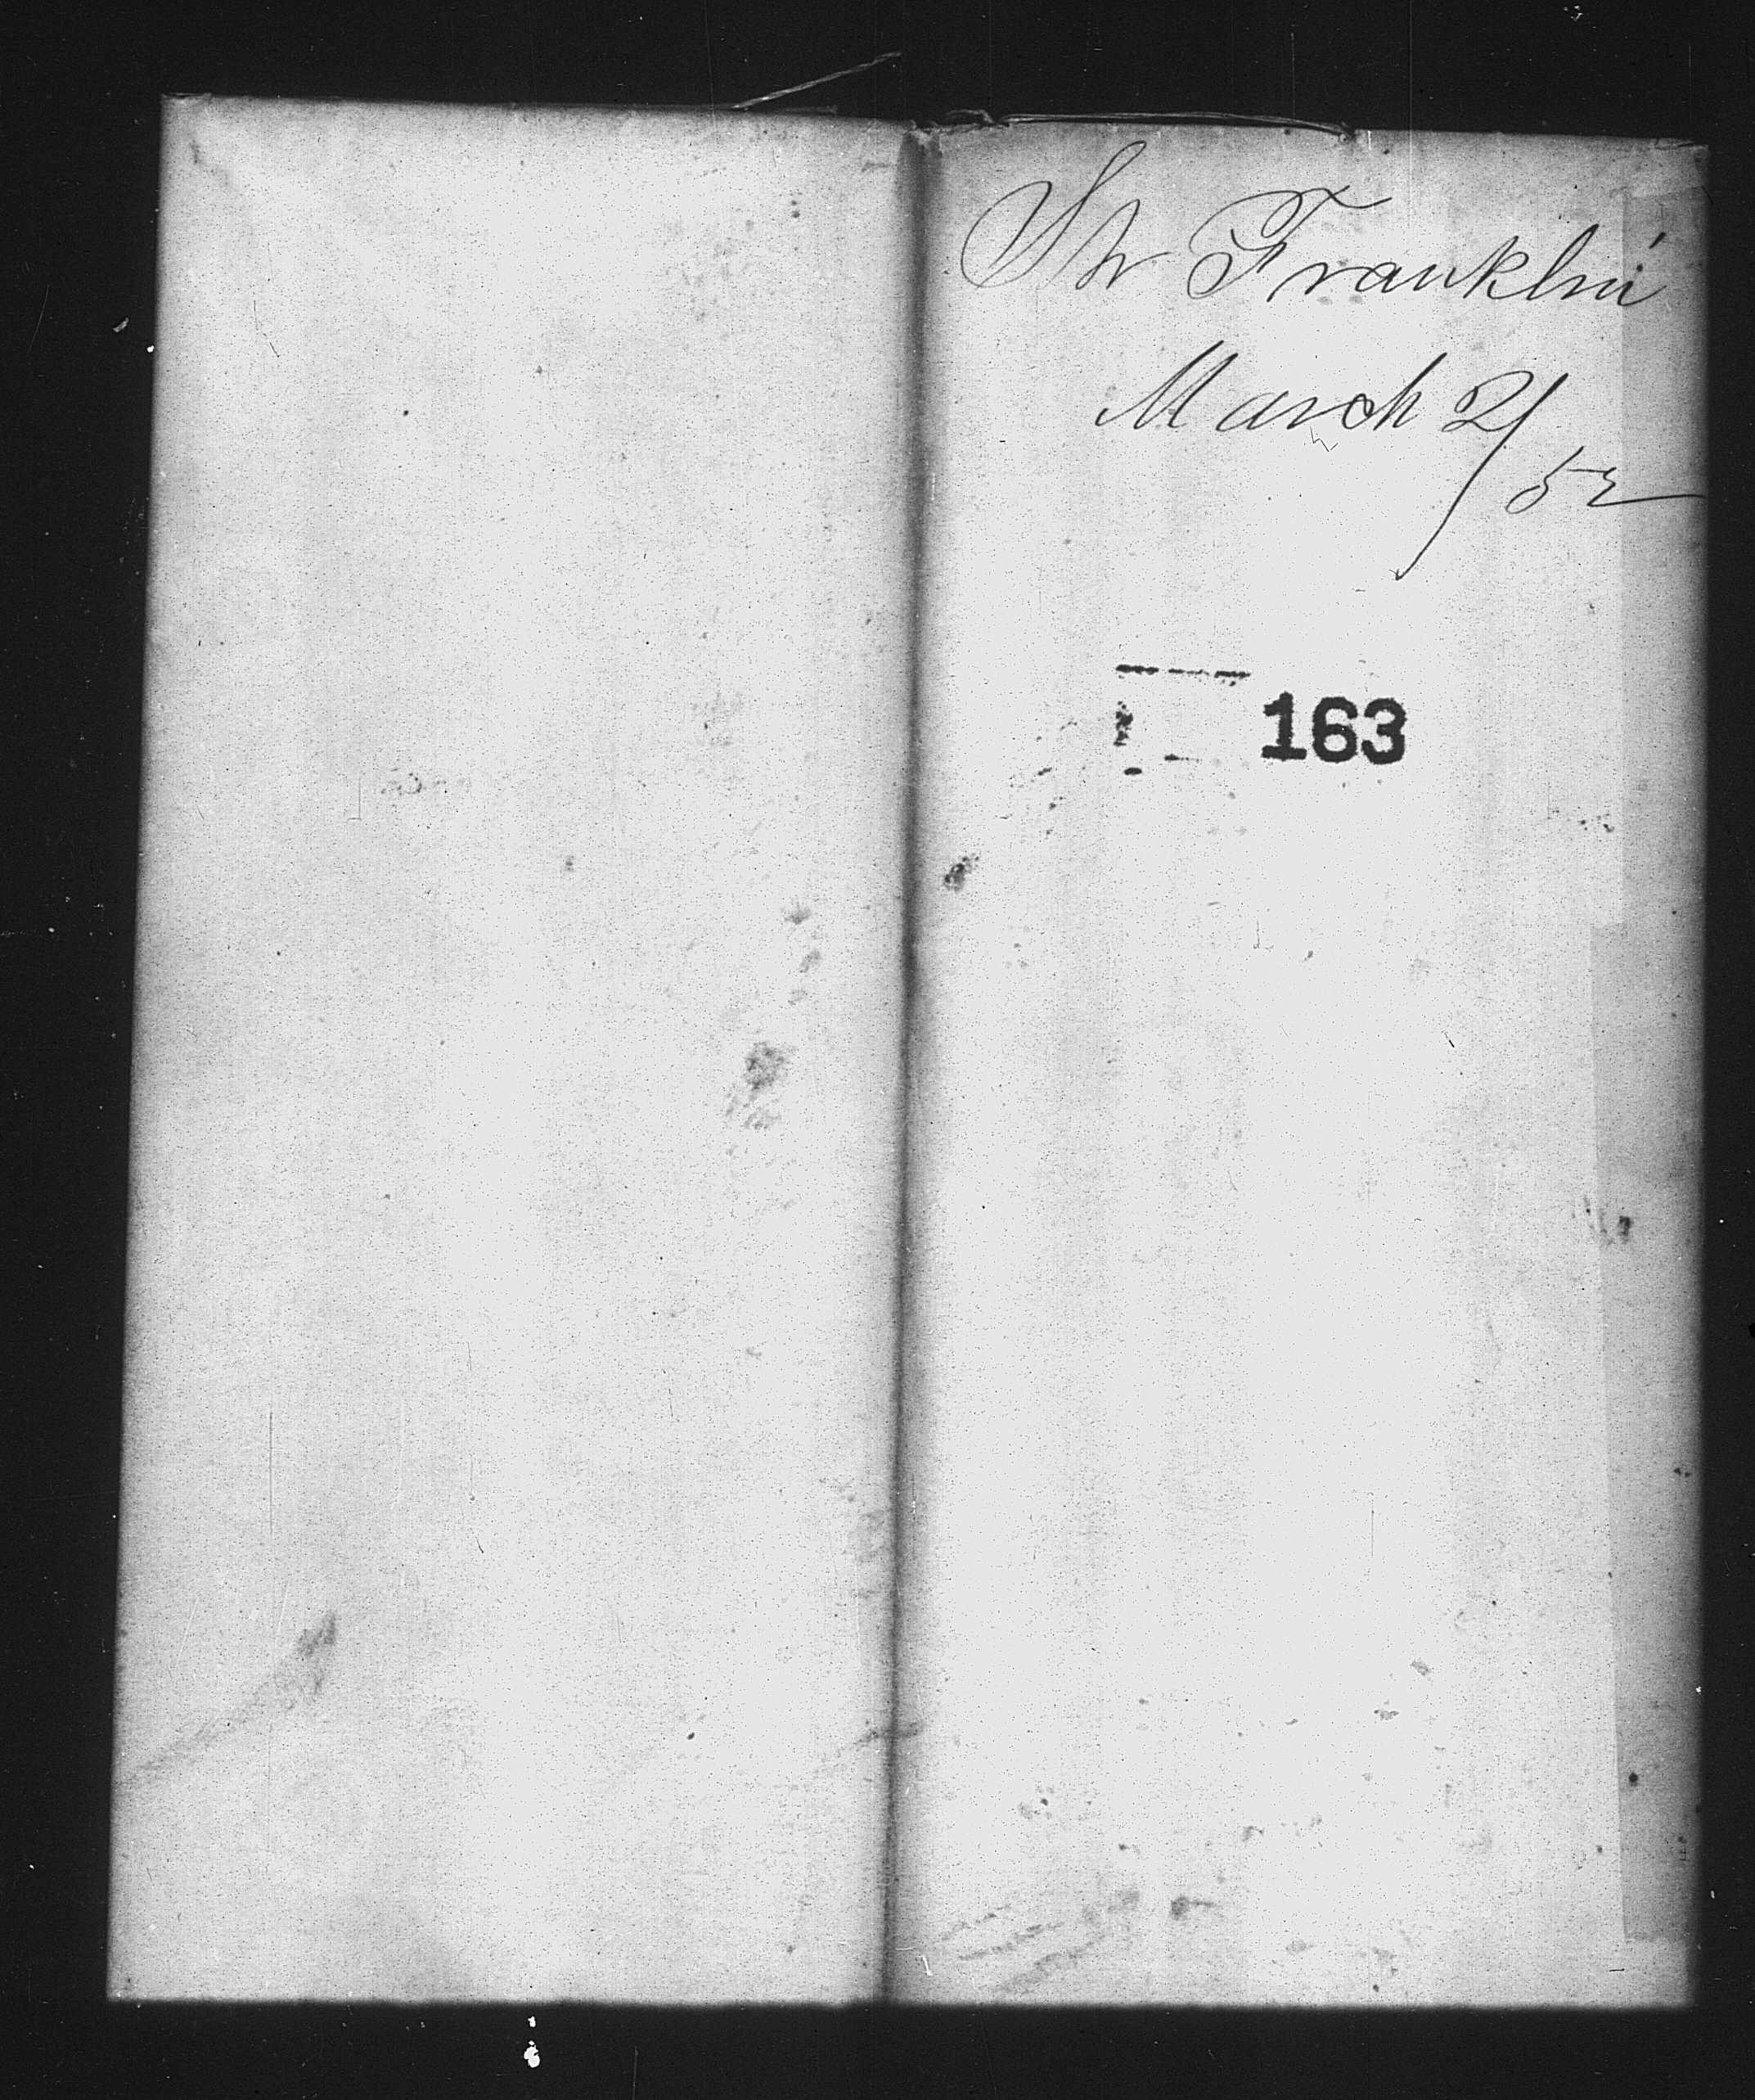 Str Franklin
March 2/
52
163